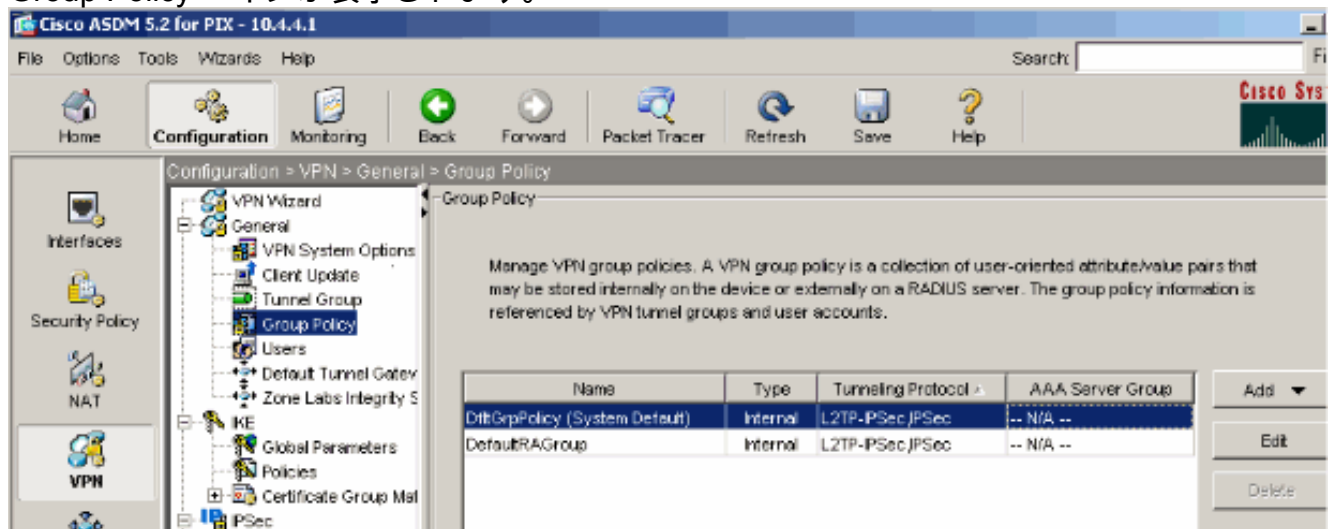 Cisco ASDM 5.2 for PIX - 10.4.4.1
File Options Tools Wizards Help Search: Fi
Home Configuration Monitoring Back Forward Packet Tracer Refresh Save Help
CISCO SYS
Configuration > VPN > General > Group Policy
Interfaces
Security Policy
NAT
VPN
VPN Wizard
General
VPN System Options
Client Update
Tunnel Group
Group Policy
Users
Default Tunnel Gatew
Zone Labs Integrity S
IKE
Global Parameters
Policies
Certificate Group Mat
IPSec
Group Policy
Manage VPN group policies. A VPN group policy is a collection of user-oriented attribute/value pairs that
may be stored internally on the device or externally on a RADIUS server. The group policy information is
referenced by VPN tunnel groups and user accounts.
Name Type Tunneling Protocol AAA Server Group
DfltGrpPolicy (System Default) Internal L2TP-IPSec,IPSec -- N/A --
DefaultRAGroup Internal L2TP-IPSec,IPSec -- N/A --
Add
Edit
Delete